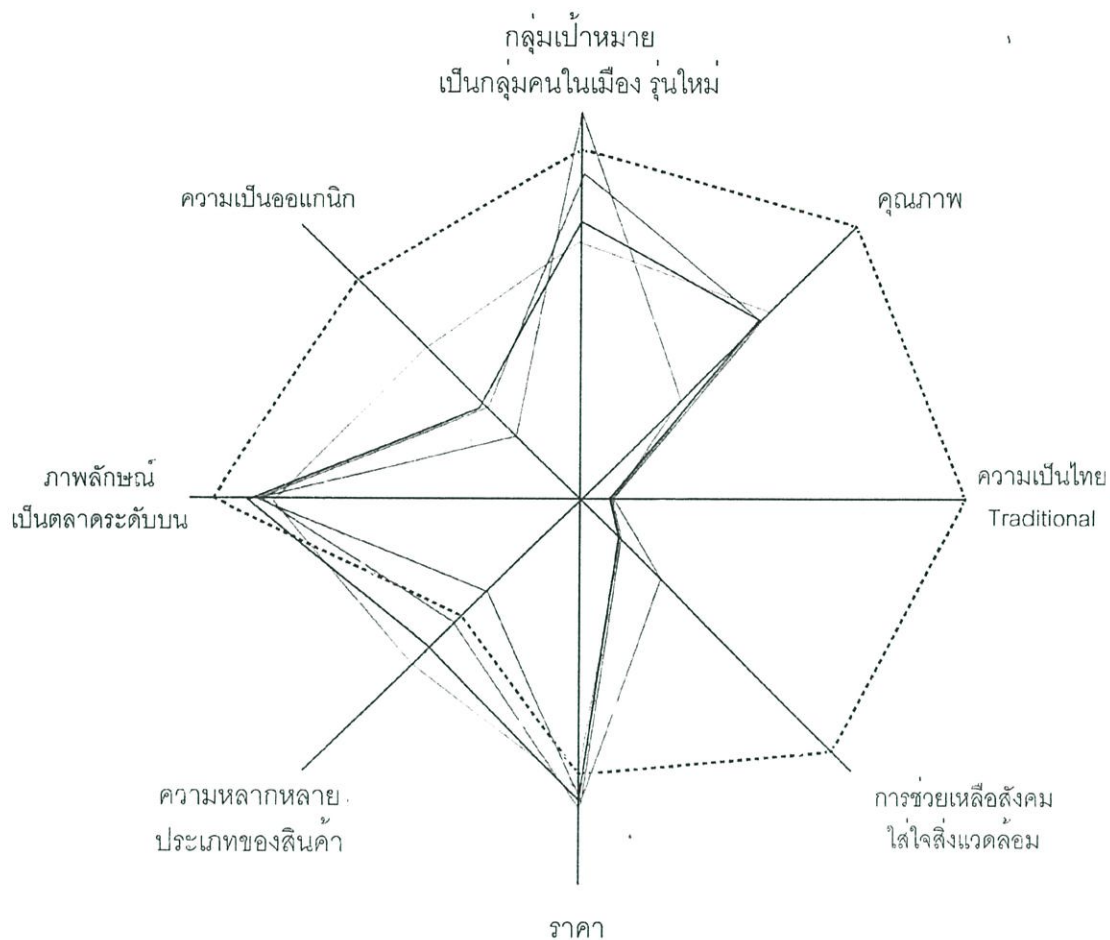 กลุ่มเป้าหมาย
เป็นกลุ่มคนในเมือง รุ่นใหม่
ความเป็นออแกนิก
คุณภาพ
ภาพลักษณ์
เป็นตลาดระดับบน
ความเป็นไทย
Traditional
ความหลากหลาย
ประเภทของสินค้า
การช่วยเหลือสังคม
ใส่ใจสิ่งแวดล้อม
ราคา